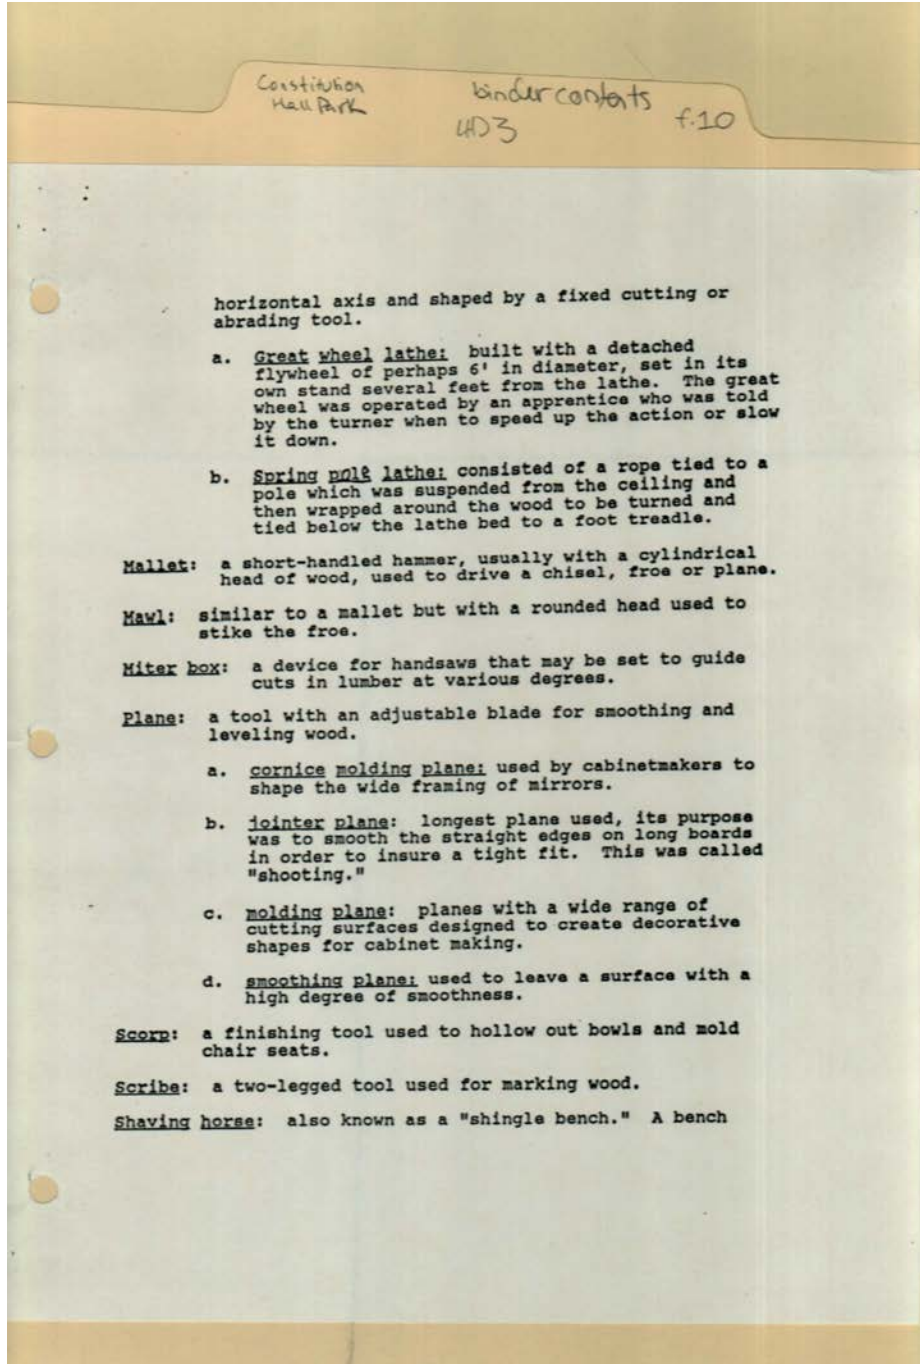 Constitution
Hall Park
binder contents
4D3
f.10
horizontal axis and shaped by a fixed cutting or
abrading tool.
a. Great wheel lathe: built with a detached
flywheel of perhaps 6' in diameter, set in its
own stand several feet from the lathe. The great
wheel was operated by an apprentice who was told
by the turner when to speed up the action or slow
it down.
b. Spring pole lathe: consisted of a rope tied to a
pole which was suspended from the ceiling and
then wrapped around the wood to be turned and
tied below the lathe bed to a foot treadle.
Mallet: a short-handled hammer, usually with a cylindrical
head of wood, used to drive a chisel, froe or plane.
Mawl: similar to a mallet but with a rounded head used to
stike the froe.
Miter box: a device for handsaws that may be set to guide
cuts in lumber at various degrees.
Plane: a tool with an adjustable blade for smoothing and
leveling wood.
a. cornice molding plane: used by cabinetmakers to
shape the wide framing of mirrors.
b. jointer plane: longest plane used, its purpose
was to smooth the straight edges on long boards
in order to insure a tight fit. This was called
"shooting."
c. molding plane: planes with a wide range of
cutting surfaces designed to create decorative
shapes for cabinet making.
d. smoothing plane: used to leave a surface with a
high degree of smoothness.
Scorp: a finishing tool used to hollow out bowls and mold
chair seats.
Scribe: a two-legged tool used for marking wood.
Shaving horse: also known as a "shingle bench." A bench